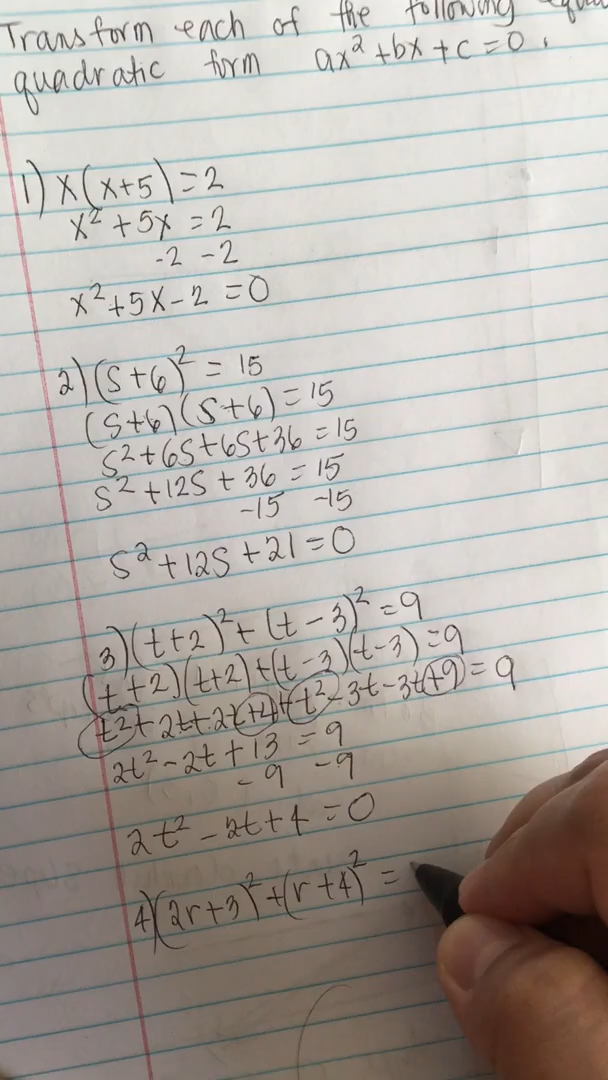 Transform each of the following
quadratic form ax² + bx + c = 0.
1) x(x+5) = 2
x² + 5x = 2
-2 -2
x² + 5x - 2 = 0
2) (s+6)² = 15
(s+6)(s+6) = 15
s² + 6s + 6s + 36 = 15
s² + 12s + 36 = 15
-15 -15
s² + 12s + 21 = 0
3) (t+2)² + (t-3)² = 9
(t+2)(t+2) + (t-3)(t-3) = 9
t² + 2t + 2t + 4 + t² - 3t - 3t + 9 = 9
2t² - 2t + 13 = 9
-9 -9
2t² - 2t + 4 = 0
4) (2r+3)² + (r+4)² =